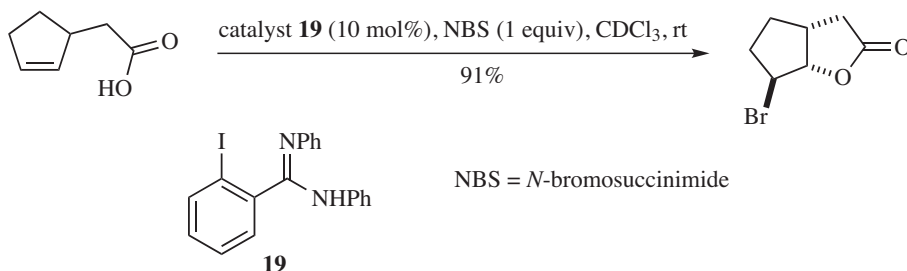 catalyst 19 (10 mol%), NBS (1 equiv), CDCl₃, rt
91%
O
HO
O
O
Br
I
NPh
NHPh
NBS = N-bromosuccinimide
19